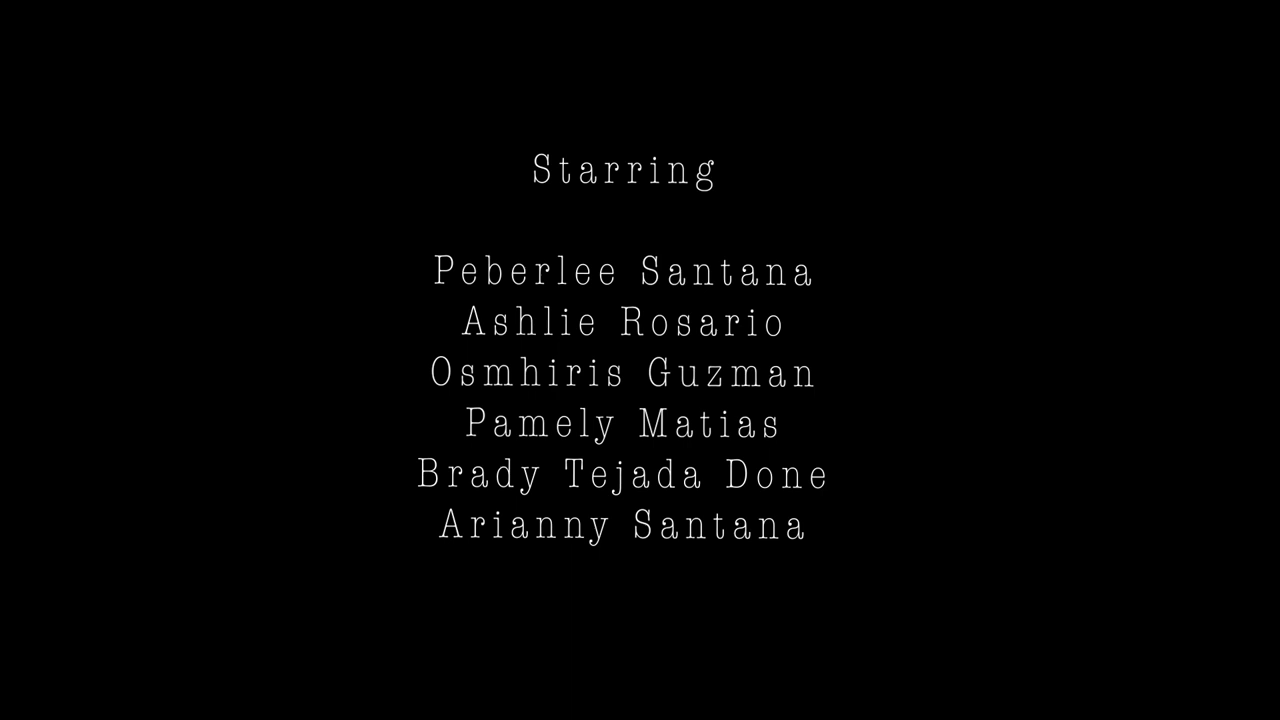 Starring
Peberlee Santana
Ashlie Rosario
Osmhiris Guzman
Pamely Matias
Brady Tejada Done
Arianny Santana